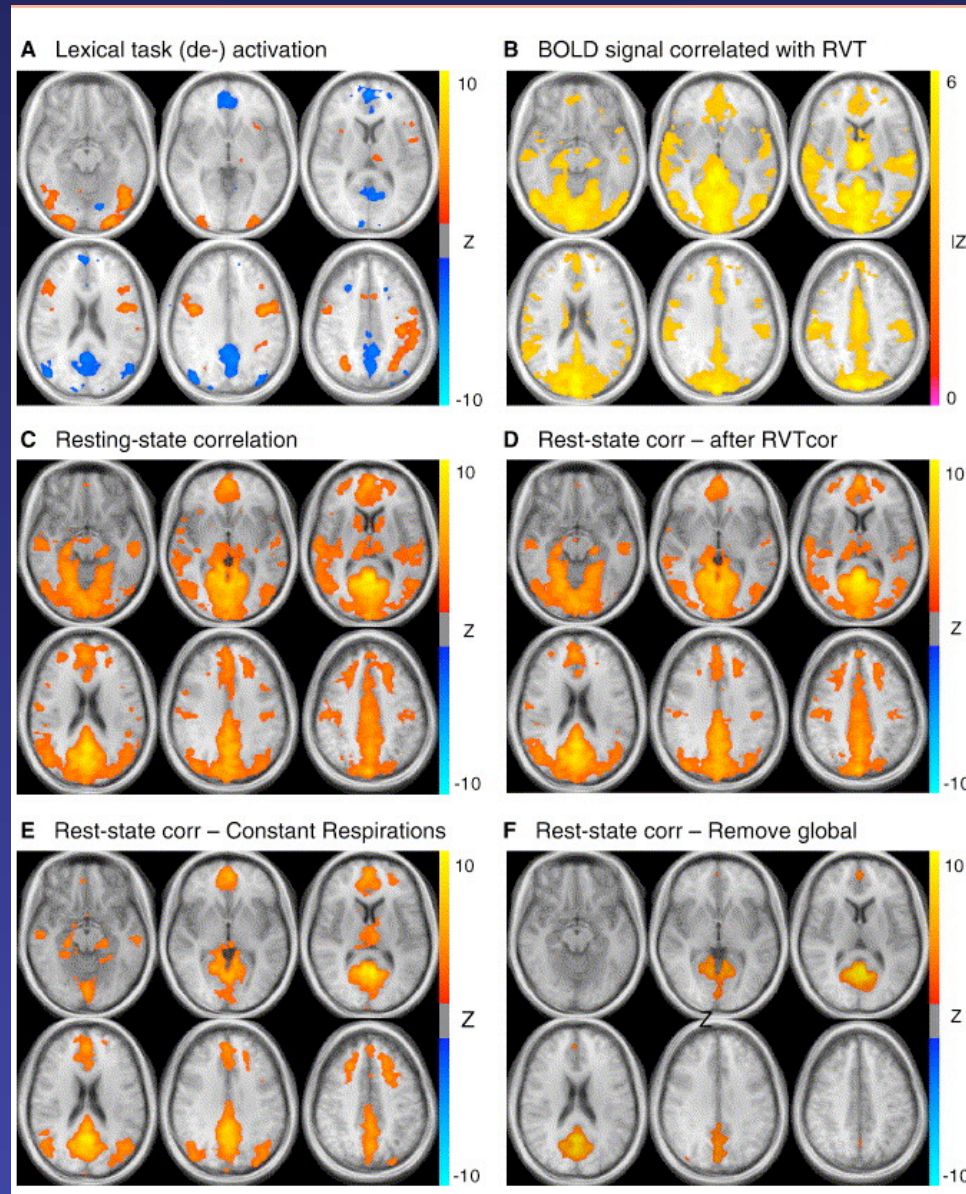 A Lexical task (de-) activation
10
Z
-10
B BOLD signal correlated with RVT
6
|Z
0
C Resting-state correlation
10
Z
-10
D Rest-state corr – after RVTcor
10
Z
-10
E Rest-state corr – Constant Respirations
10
Z
-10
F Rest-state corr – Remove global
10
Z
Z
-10